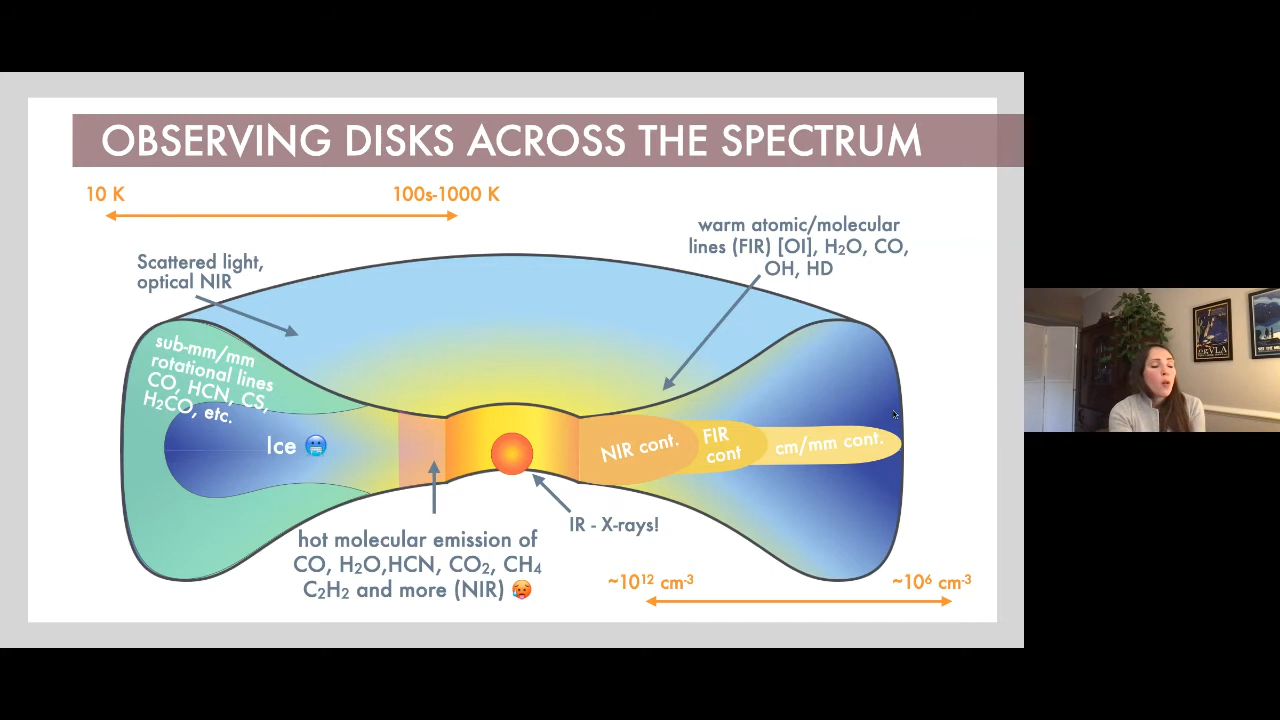 OBSERVING DISKS ACROSS THE SPECTRUM
10 K
100s-1000 K
warm atomic/molecular
lines (FIR) [OI], H₂O, CO,
OH, HD
Scattered light,
optical NIR
sub-mm/mm
rotational lines
CO, HCN, CS,
H₂CO, etc.
Ice 🥶
NIR cont.
FIR
cont
cm/mm cont.
IR - X-rays!
hot molecular emission of
CO, H₂O,HCN, CO₂, CH₄
C₂H₂ and more (NIR) 🥵
~10¹² cm⁻³
~10⁶ cm⁻³
VLA